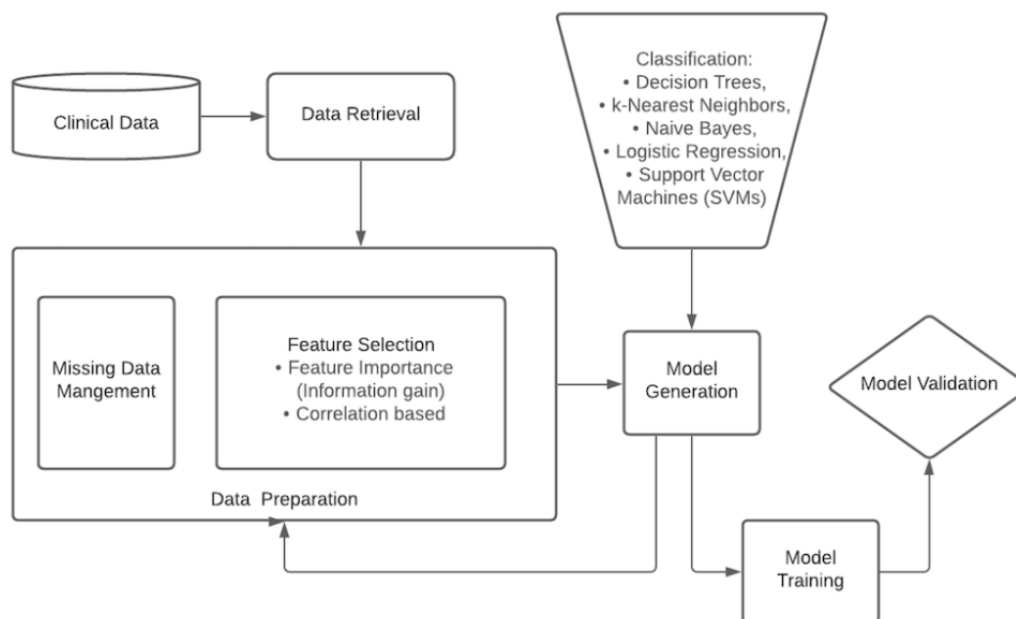 Clinical Data
Data Retrieval
Classification:
• Decision Trees,
• k-Nearest Neighbors,
• Naive Bayes,
• Logistic Regression,
• Support Vector
Machines (SVMs)
Missing Data
Mangement
Feature Selection
• Feature Importance
(Information gain)
• Correlation based
Data Preparation
Model
Generation
Model Validation
Model
Training